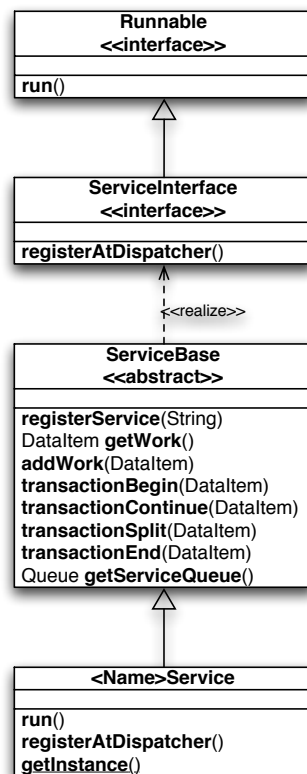 Runnable
<<interface>>
run()
ServiceInterface
<<interface>>
registerAtDispatcher()
<<realize>>
ServiceBase
<<abstract>>
registerService(String)
DataItem getWork()
addWork(DataItem)
transactionBegin(DataItem)
transactionContinue(DataItem)
transactionSplit(DataItem)
transactionEnd(DataItem)
Queue getServiceQueue()
<Name>Service
run()
registerAtDispatcher()
getInstance()